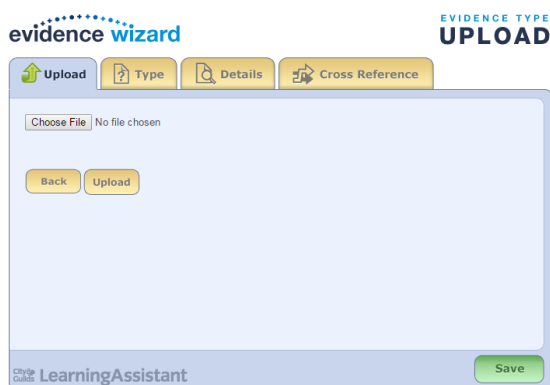 evidence wizard
EVIDENCE TYPE
UPLOAD
Upload Type Details Cross Reference
Choose File No file chosen
Back Upload
City& Guilds LearningAssistant
Save